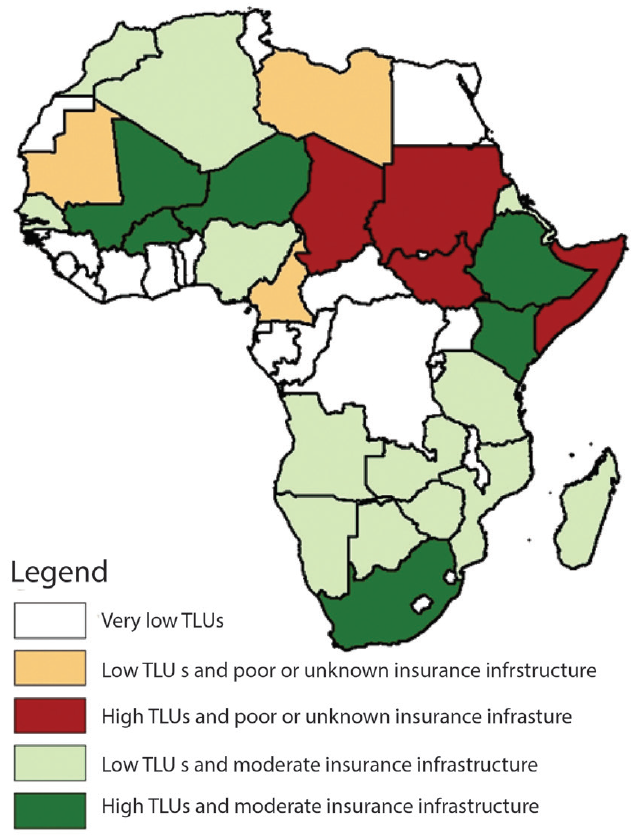 Legend
Very low TLUs
Low TLU s and poor or unknown insurance infrstructure
High TLUs and poor or unknown insurance infrasture
Low TLU s and moderate insurance infrastructure
High TLUs and moderate insurance infrastructure